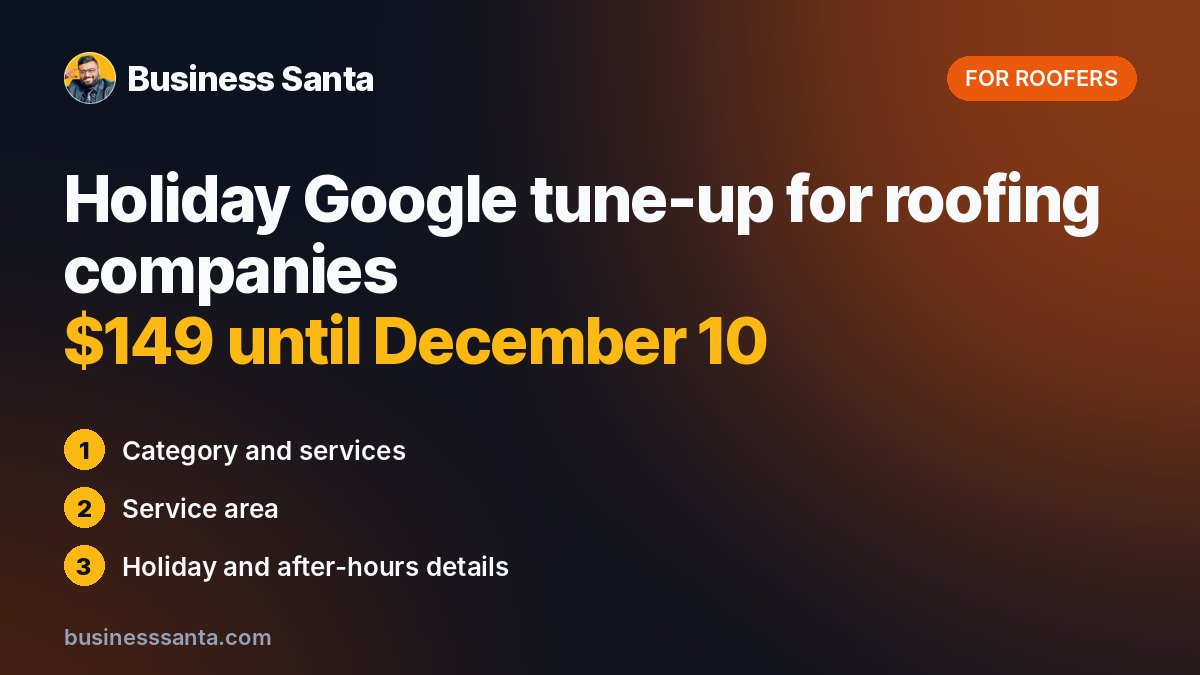 Business Santa
FOR ROOFERS
Holiday Google tune-up for roofing
companies
$149 until December 10
1 Category and services
2 Service area
3 Holiday and after-hours details
businesssanta.com